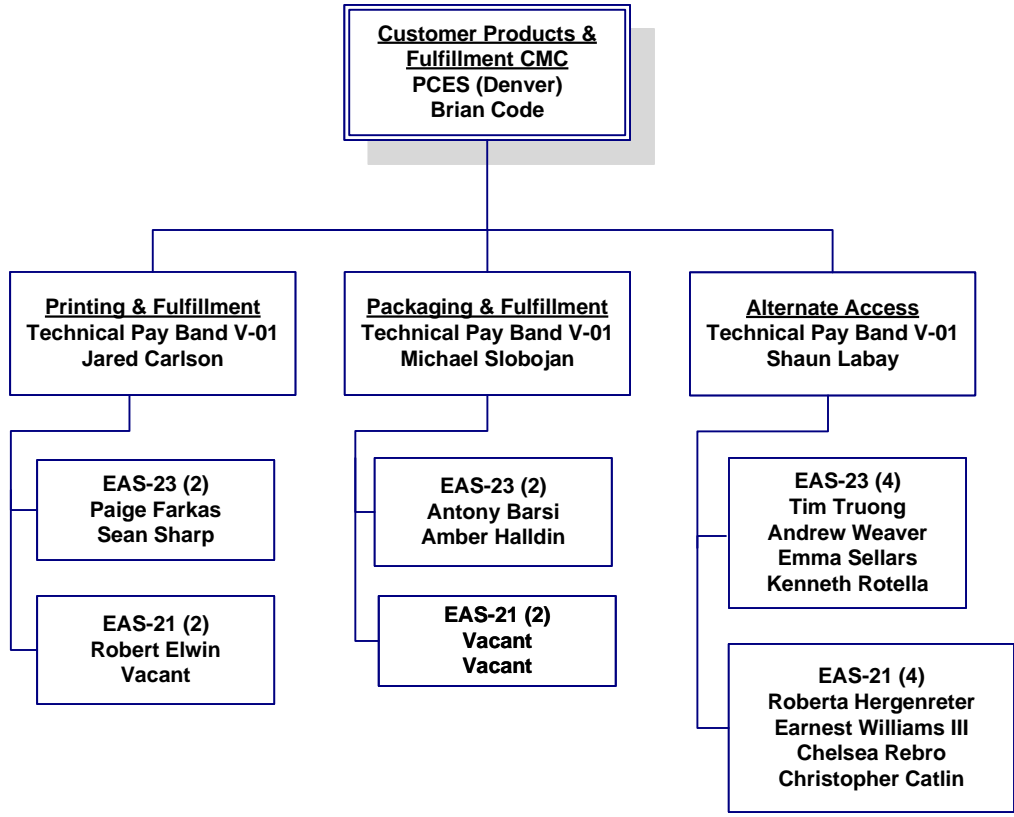 Customer Products &
Fulfillment CMC
PCES (Denver)
Brian Code
Printing & Fulfillment
Technical Pay Band V-01
Jared Carlson
Packaging & Fulfillment
Technical Pay Band V-01
Michael Slobojan
Alternate Access
Technical Pay Band V-01
Shaun Labay
EAS-23 (2)
Paige Farkas
Sean Sharp
EAS-21 (2)
Robert Elwin
Vacant
EAS-23 (2)
Antony Barsi
Amber Halldin
EAS-21 (2)
Vacant
Vacant
EAS-23 (4)
Tim Truong
Andrew Weaver
Emma Sellars
Kenneth Rotella
EAS-21 (4)
Roberta Hergenreter
Earnest Williams III
Chelsea Rebro
Christopher Catlin